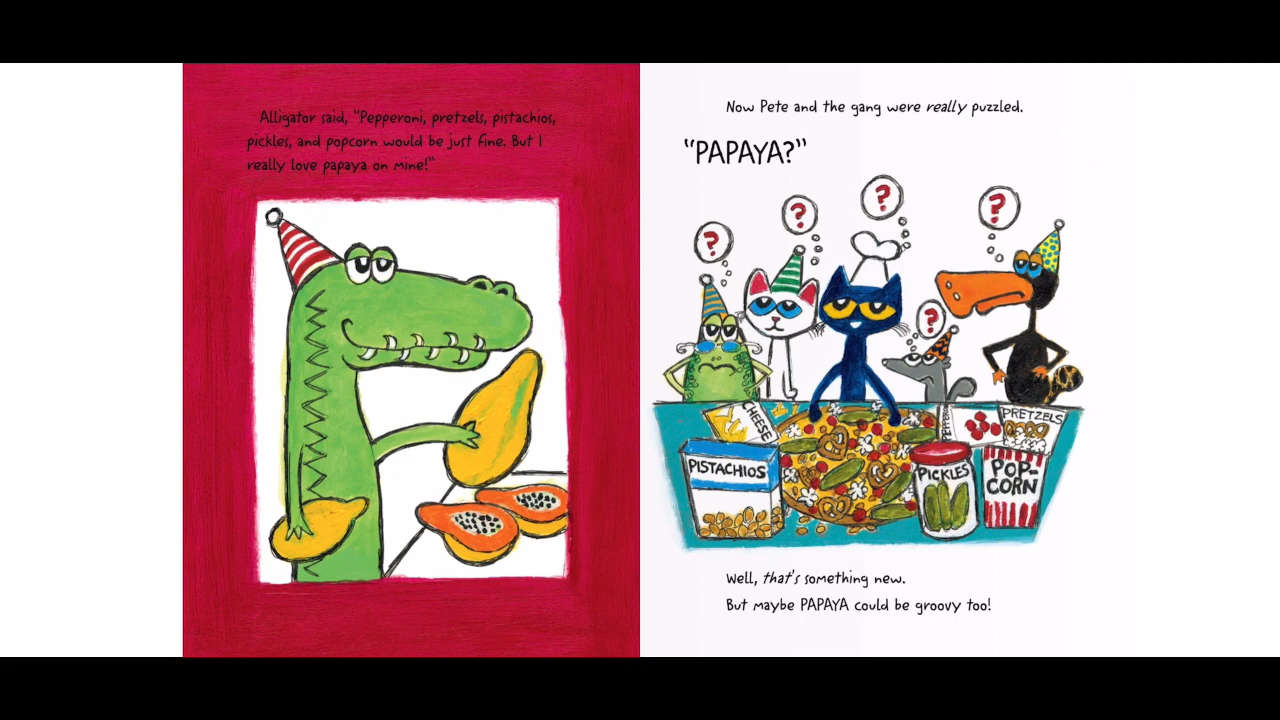 Alligator said, "Pepperoni, pretzels, pistachios,
pickles, and popcorn would be just fine. But I
really love papaya on mine!"
Now Pete and the gang were really puzzled.
"PAPAYA?"
?
?
?
?
?
CHEESE
PRETZELS
PISTACHIOS
PICKLES
POP-
CORN
Well, that's something new.
But maybe PAPAYA could be groovy too!